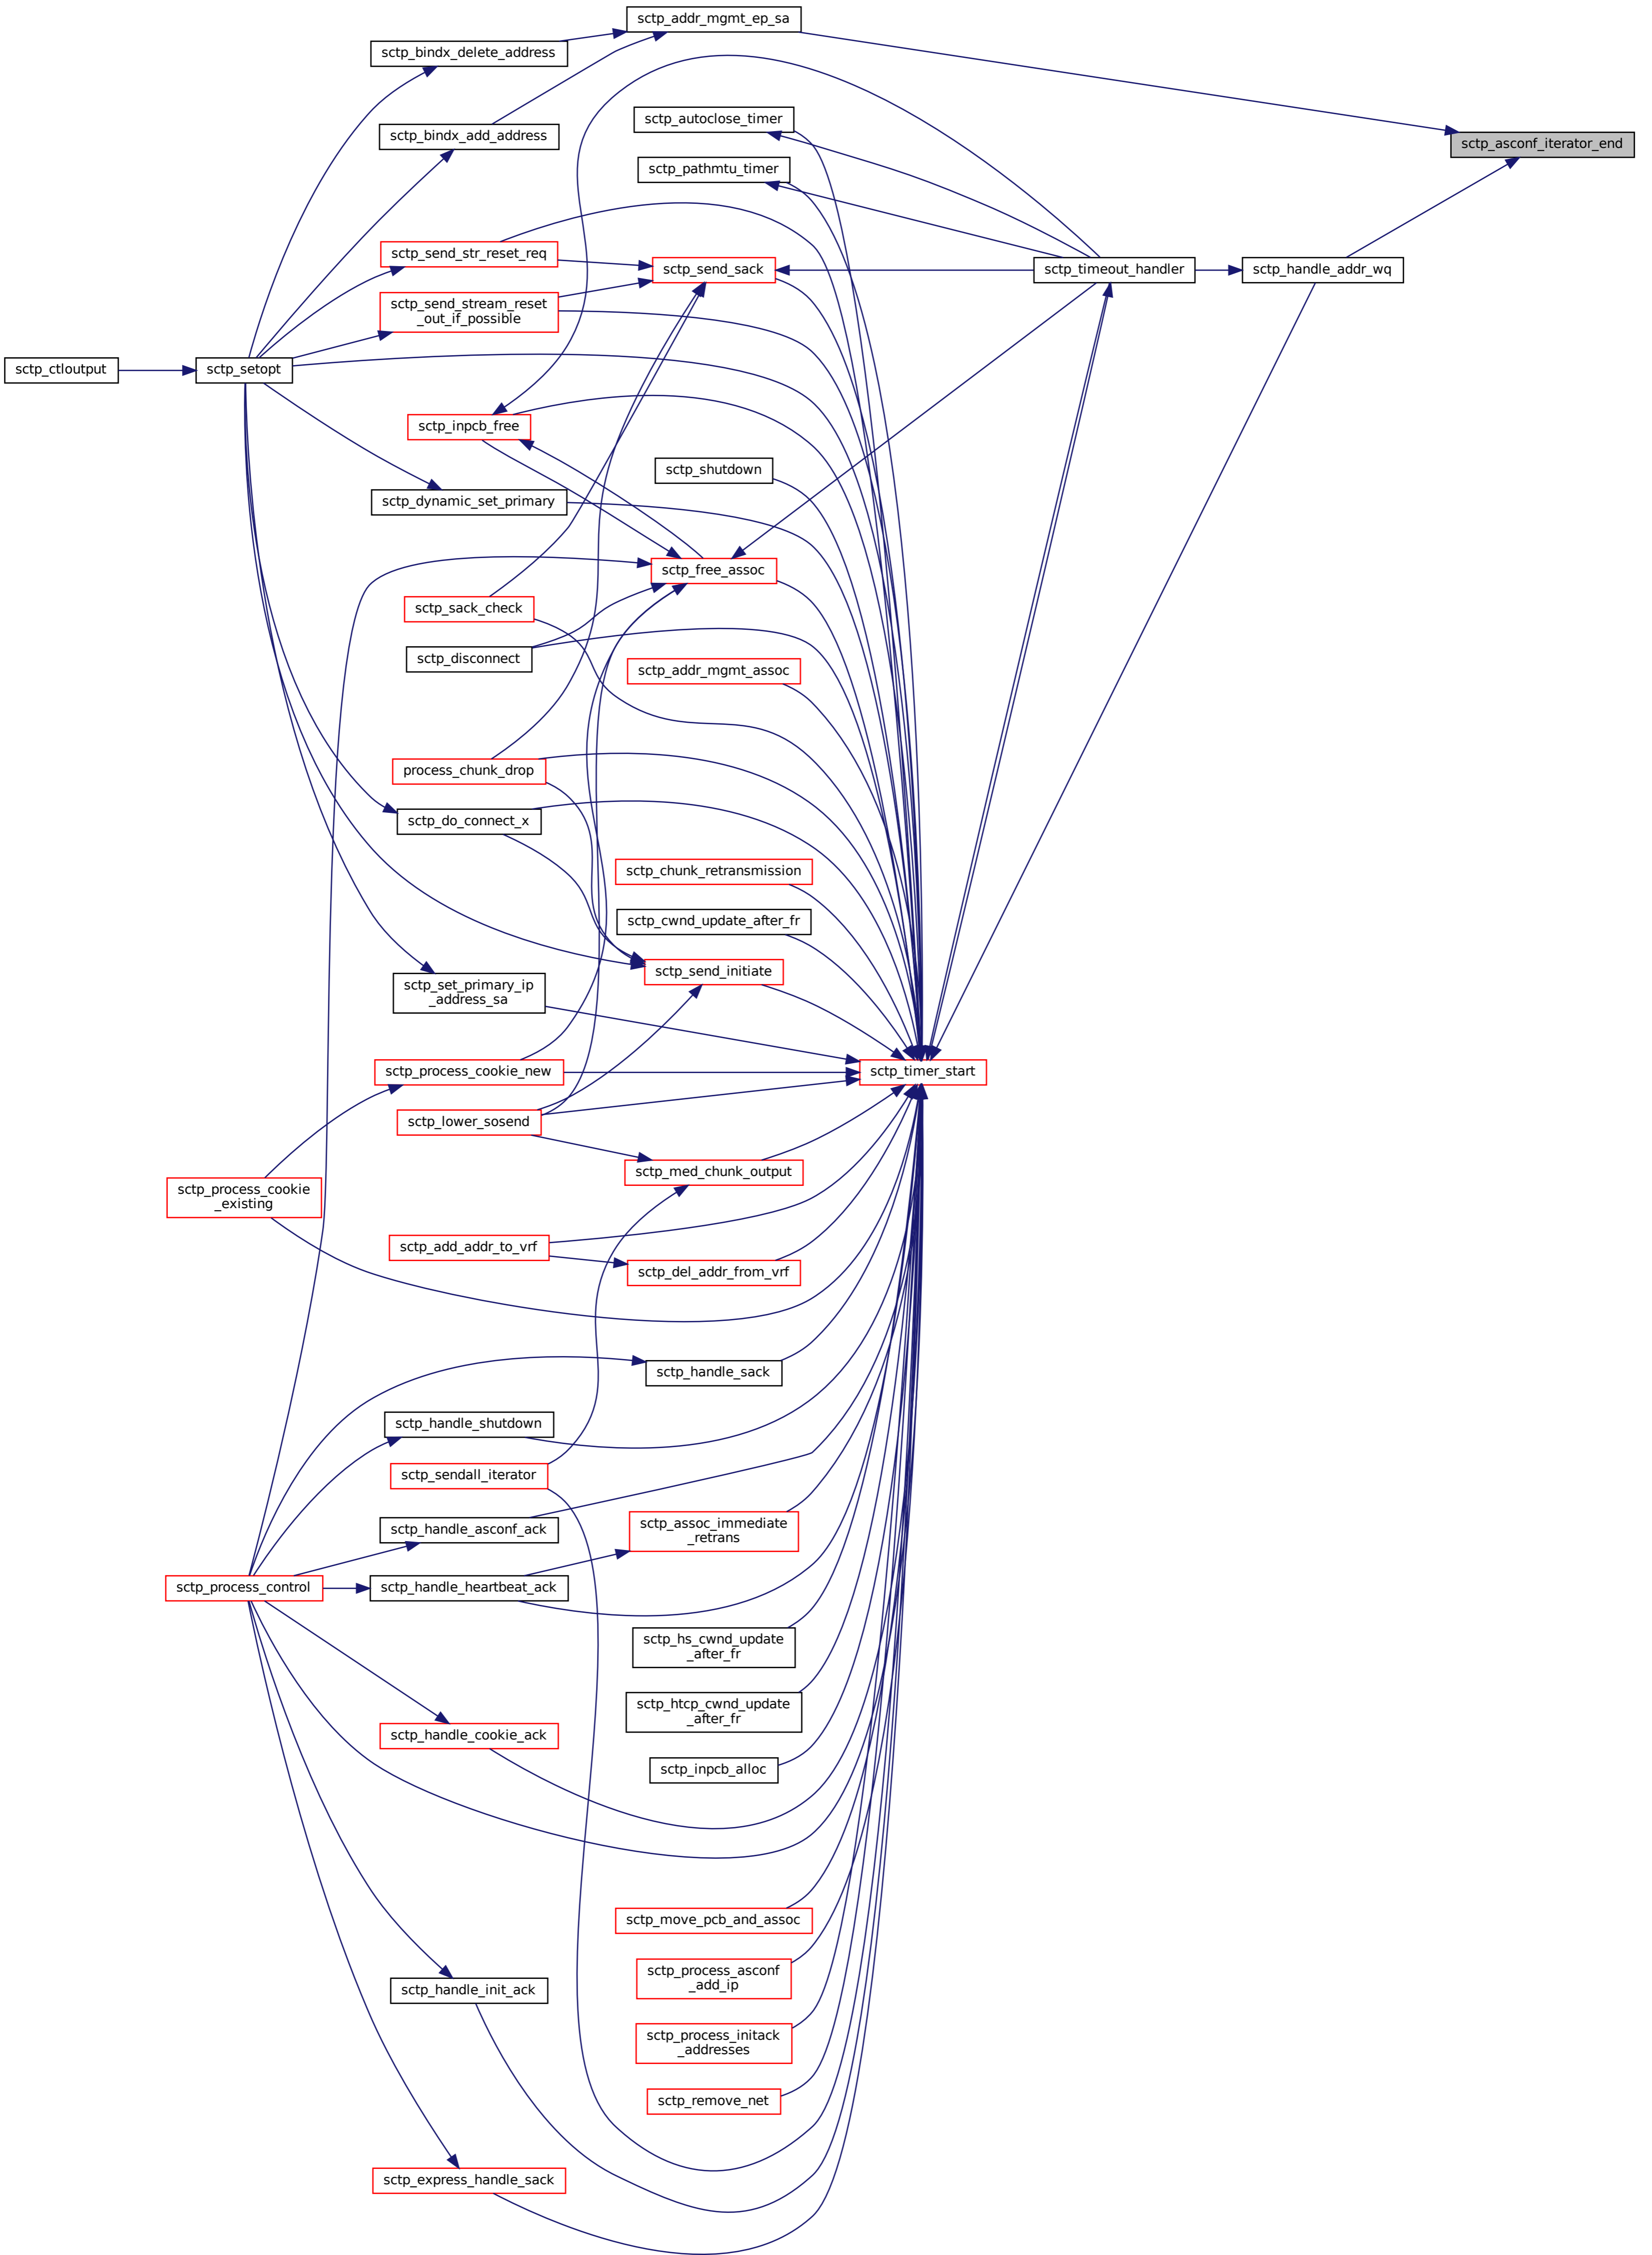 sctp_addr_mgmt_ep_sa
sctp_bindx_delete_address
sctp_autoclose_timer
sctp_bindx_add_address
sctp_asconf_iterator_end
sctp_pathmtu_timer
sctp_send_str_reset_req
sctp_send_sack
sctp_timeout_handler
sctp_handle_addr_wq
sctp_send_stream_reset
_out_if_possible
sctp_ctloutput
sctp_setopt
sctp_inpcb_free
sctp_shutdown
sctp_dynamic_set_primary
sctp_free_assoc
sctp_sack_check
sctp_disconnect
sctp_addr_mgmt_assoc
process_chunk_drop
sctp_do_connect_x
sctp_chunk_retransmission
sctp_cwnd_update_after_fr
sctp_send_initiate
sctp_set_primary_ip
_address_sa
sctp_process_cookie_new
sctp_timer_start
sctp_lower_sosend
sctp_med_chunk_output
sctp_process_cookie
_existing
sctp_add_addr_to_vrf
sctp_del_addr_from_vrf
sctp_handle_sack
sctp_handle_shutdown
sctp_sendall_iterator
sctp_handle_asconf_ack
sctp_assoc_immediate
_retrans
sctp_process_control
sctp_handle_heartbeat_ack
sctp_hs_cwnd_update
_after_fr
sctp_htcp_cwnd_update
_after_fr
sctp_handle_cookie_ack
sctp_inpcb_alloc
sctp_move_pcb_and_assoc
sctp_process_asconf
_add_ip
sctp_handle_init_ack
sctp_process_initack
_addresses
sctp_remove_net
sctp_express_handle_sack